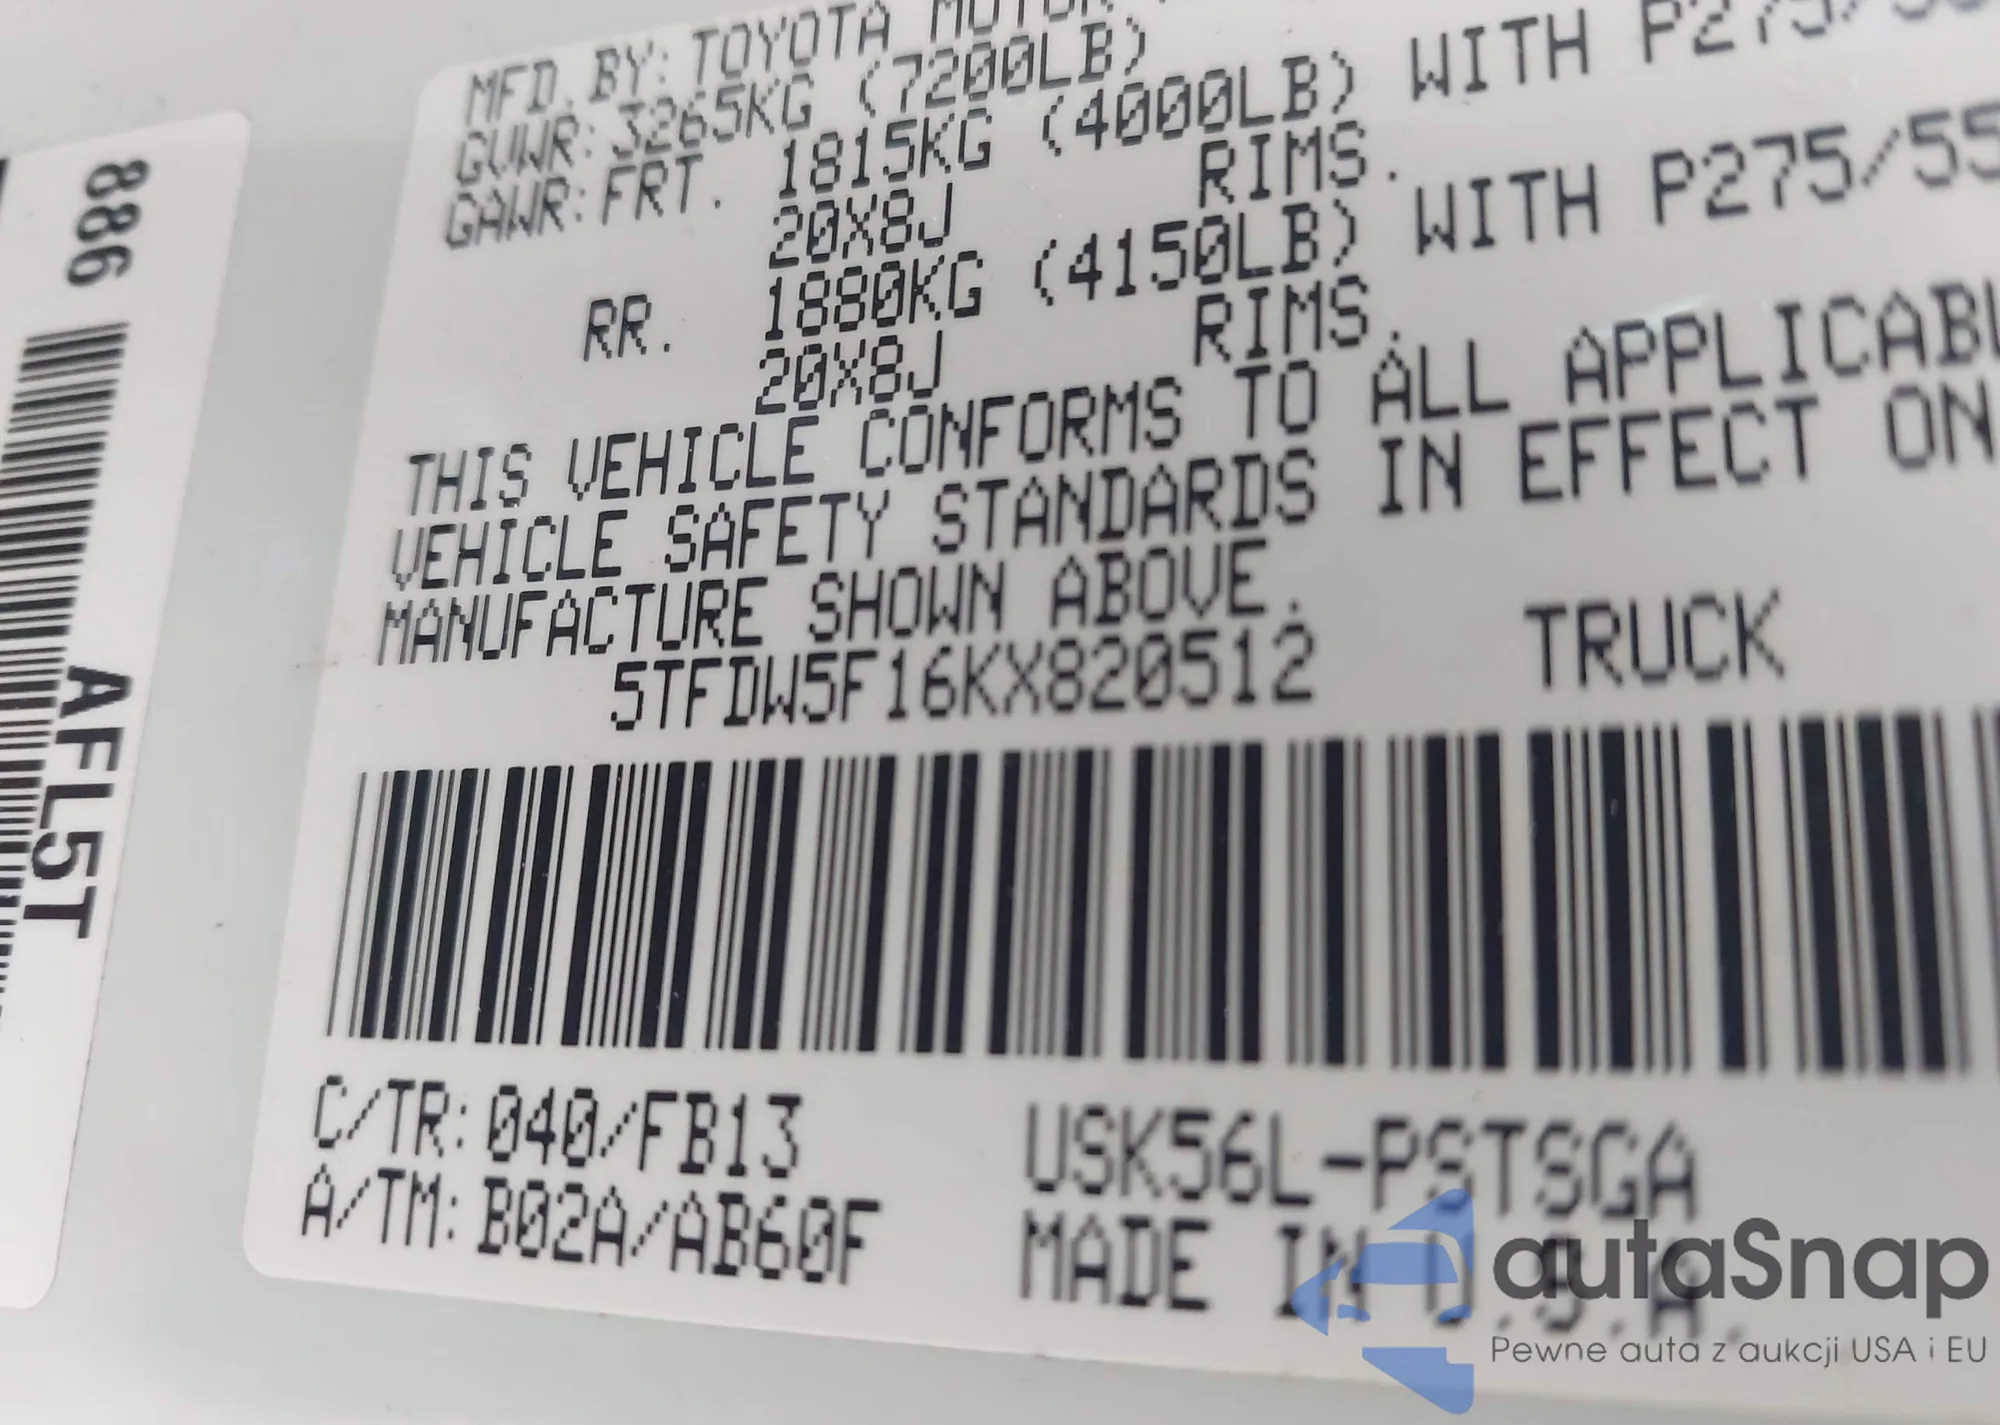 MFD. BY: TOYOTA MOTOR
GVWR: 3265KG (7200LB)
GAWR: FRT. 1815KG (4000LB) WITH P275/
20X8J RIMS.
RR. 1880KG (4150LB) WITH P275/55
20X8J RIMS.
THIS VEHICLE CONFORMS TO ALL APPLICABL
VEHICLE SAFETY STANDARDS IN EFFECT ON
MANUFACTURE SHOWN ABOVE.
5TFDW5F16KX820512 TRUCK
C/TR: 040/FB13 USK56L-PSTSGA
A/TM: B02A/AB60F MADE IN U.S.A.
886
AFL5T
autaSnap
Pewne auta z aukcji USA i EU